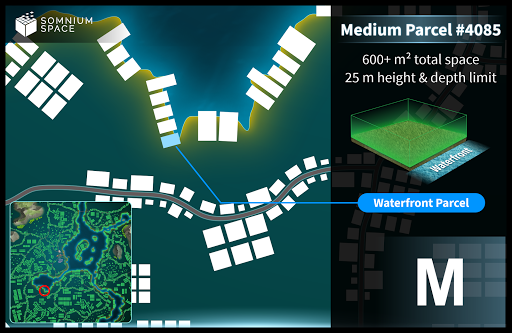 SOMNIUM
SPACE
Medium Parcel #4085
600+ m² total space
25 m height & depth limit
Waterfront
Waterfront Parcel
M